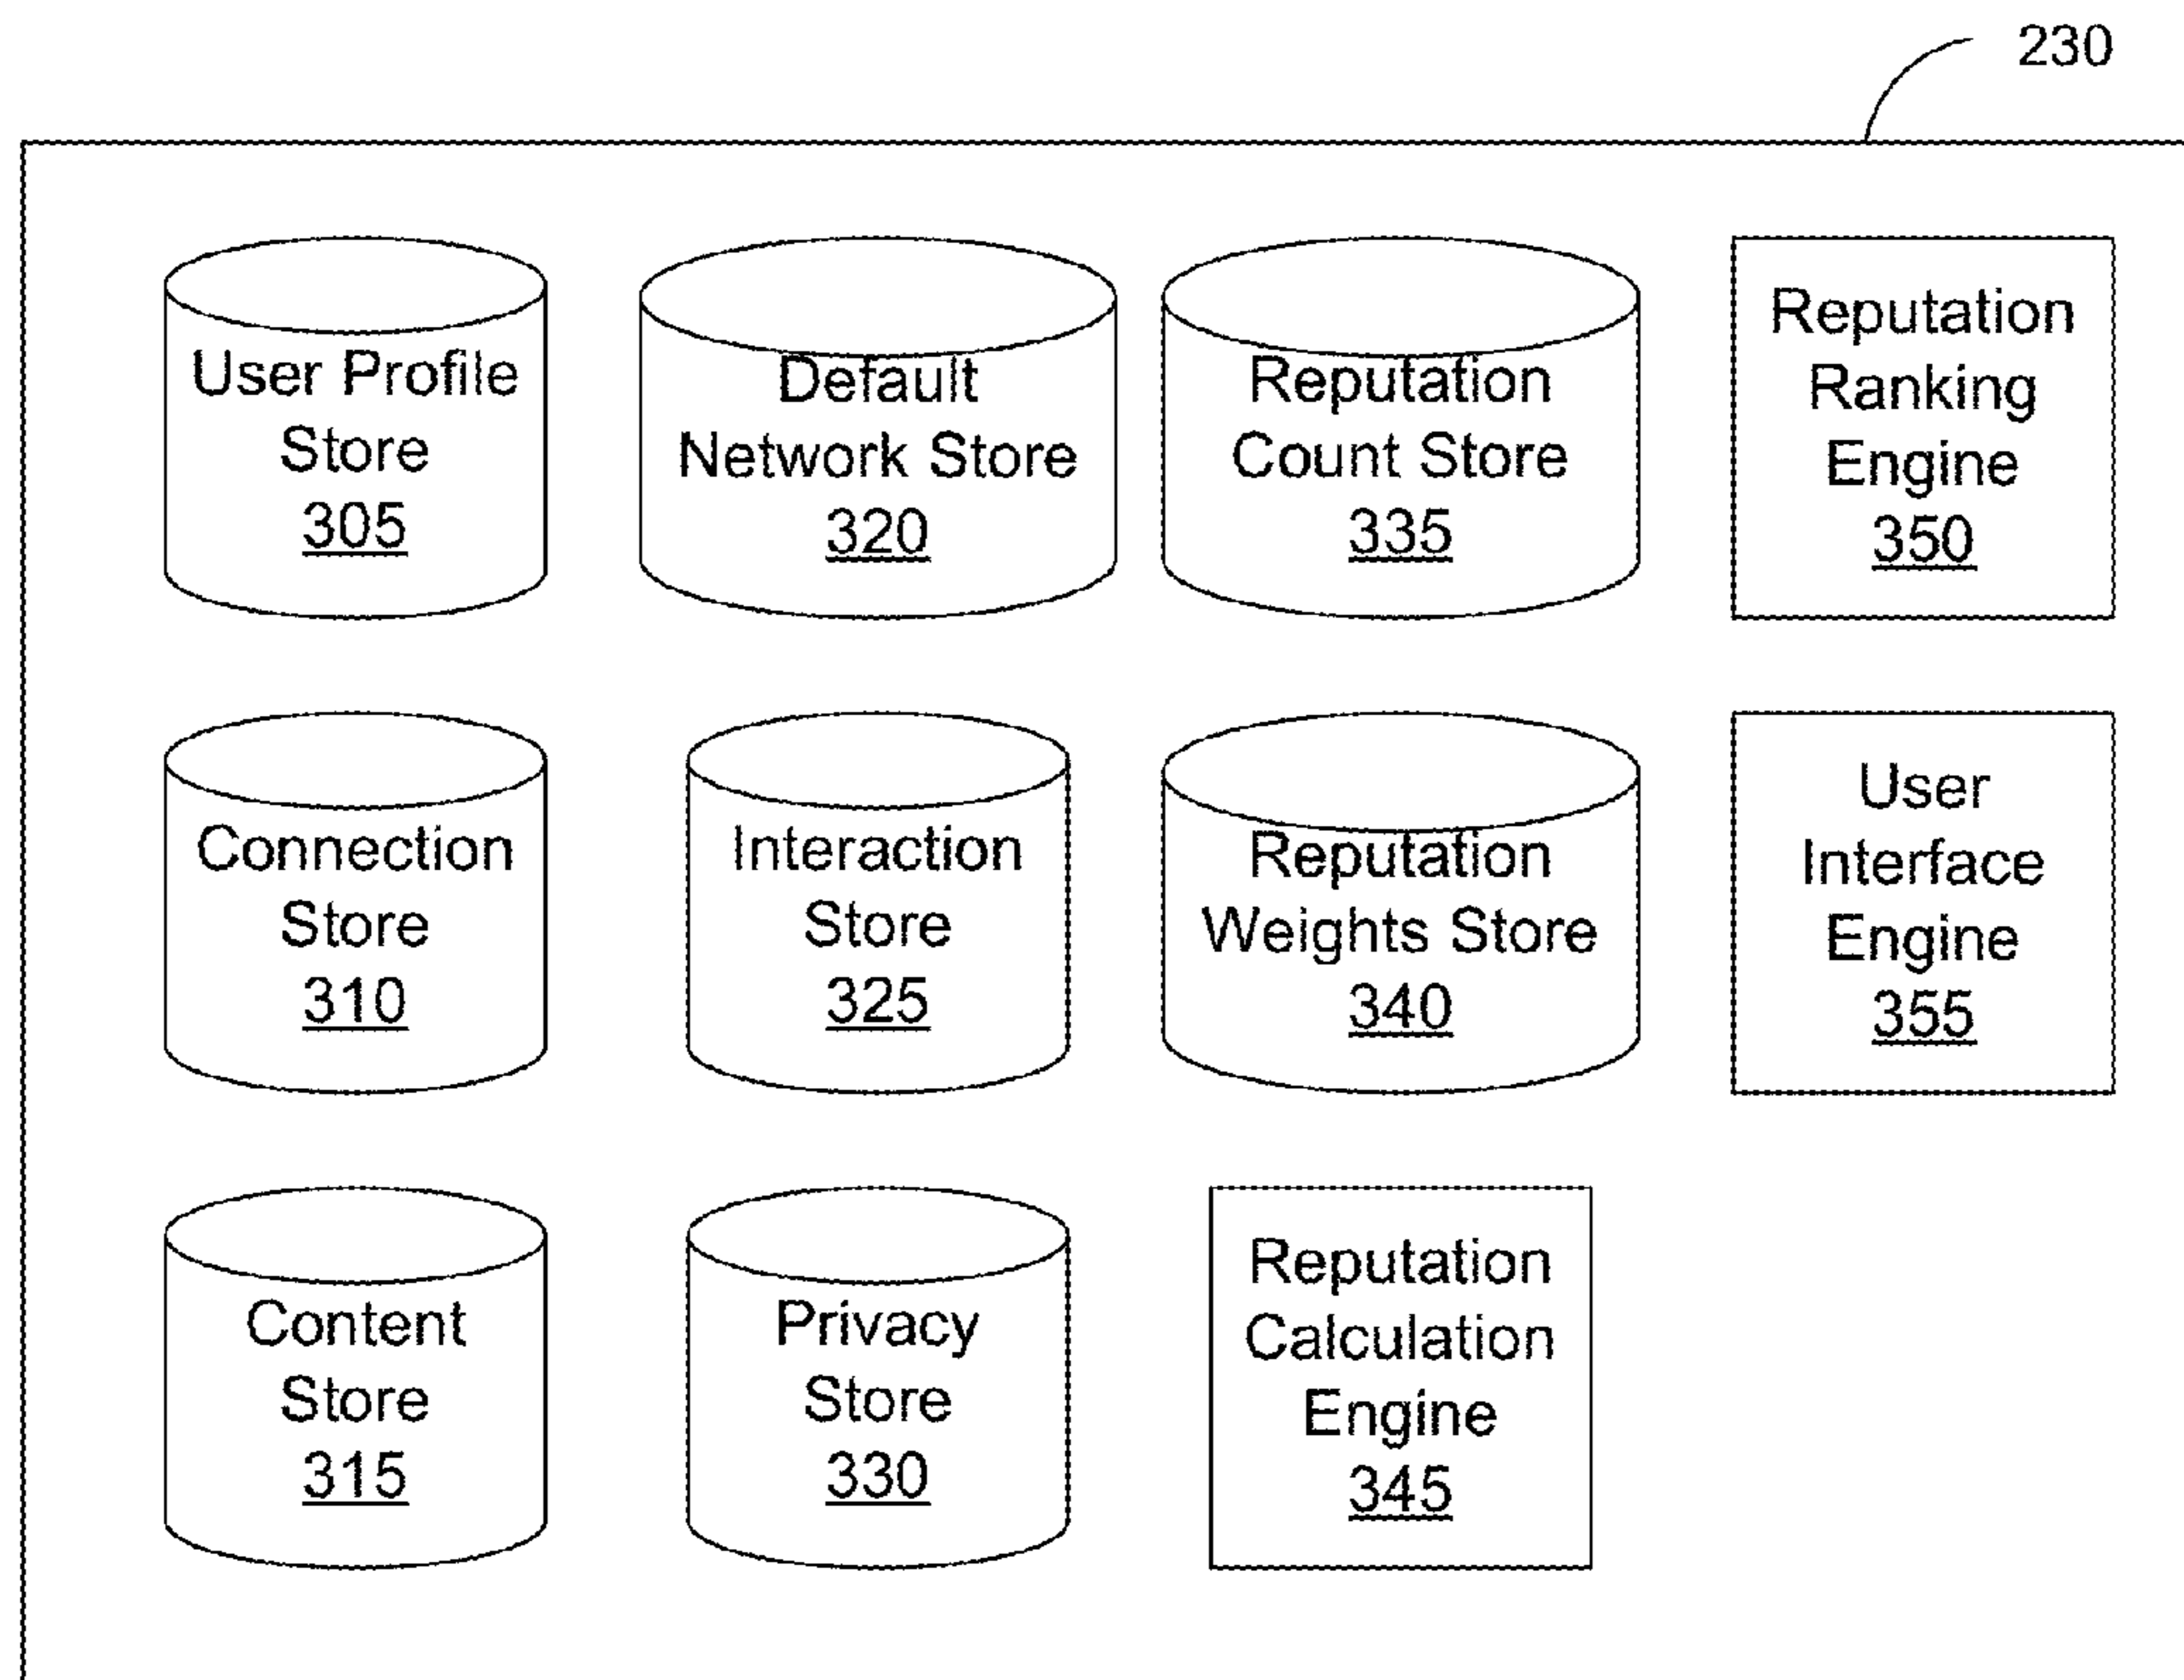 230
User Profile
Store
305
Default
Network Store
320
Reputation
Count Store
335
Reputation
Ranking
Engine
350
Connection
Store
310
Interaction
Store
325
Reputation
Weights Store
340
User
Interface
Engine
355
Content
Store
315
Privacy
Store
330
Reputation
Calculation
Engine
345